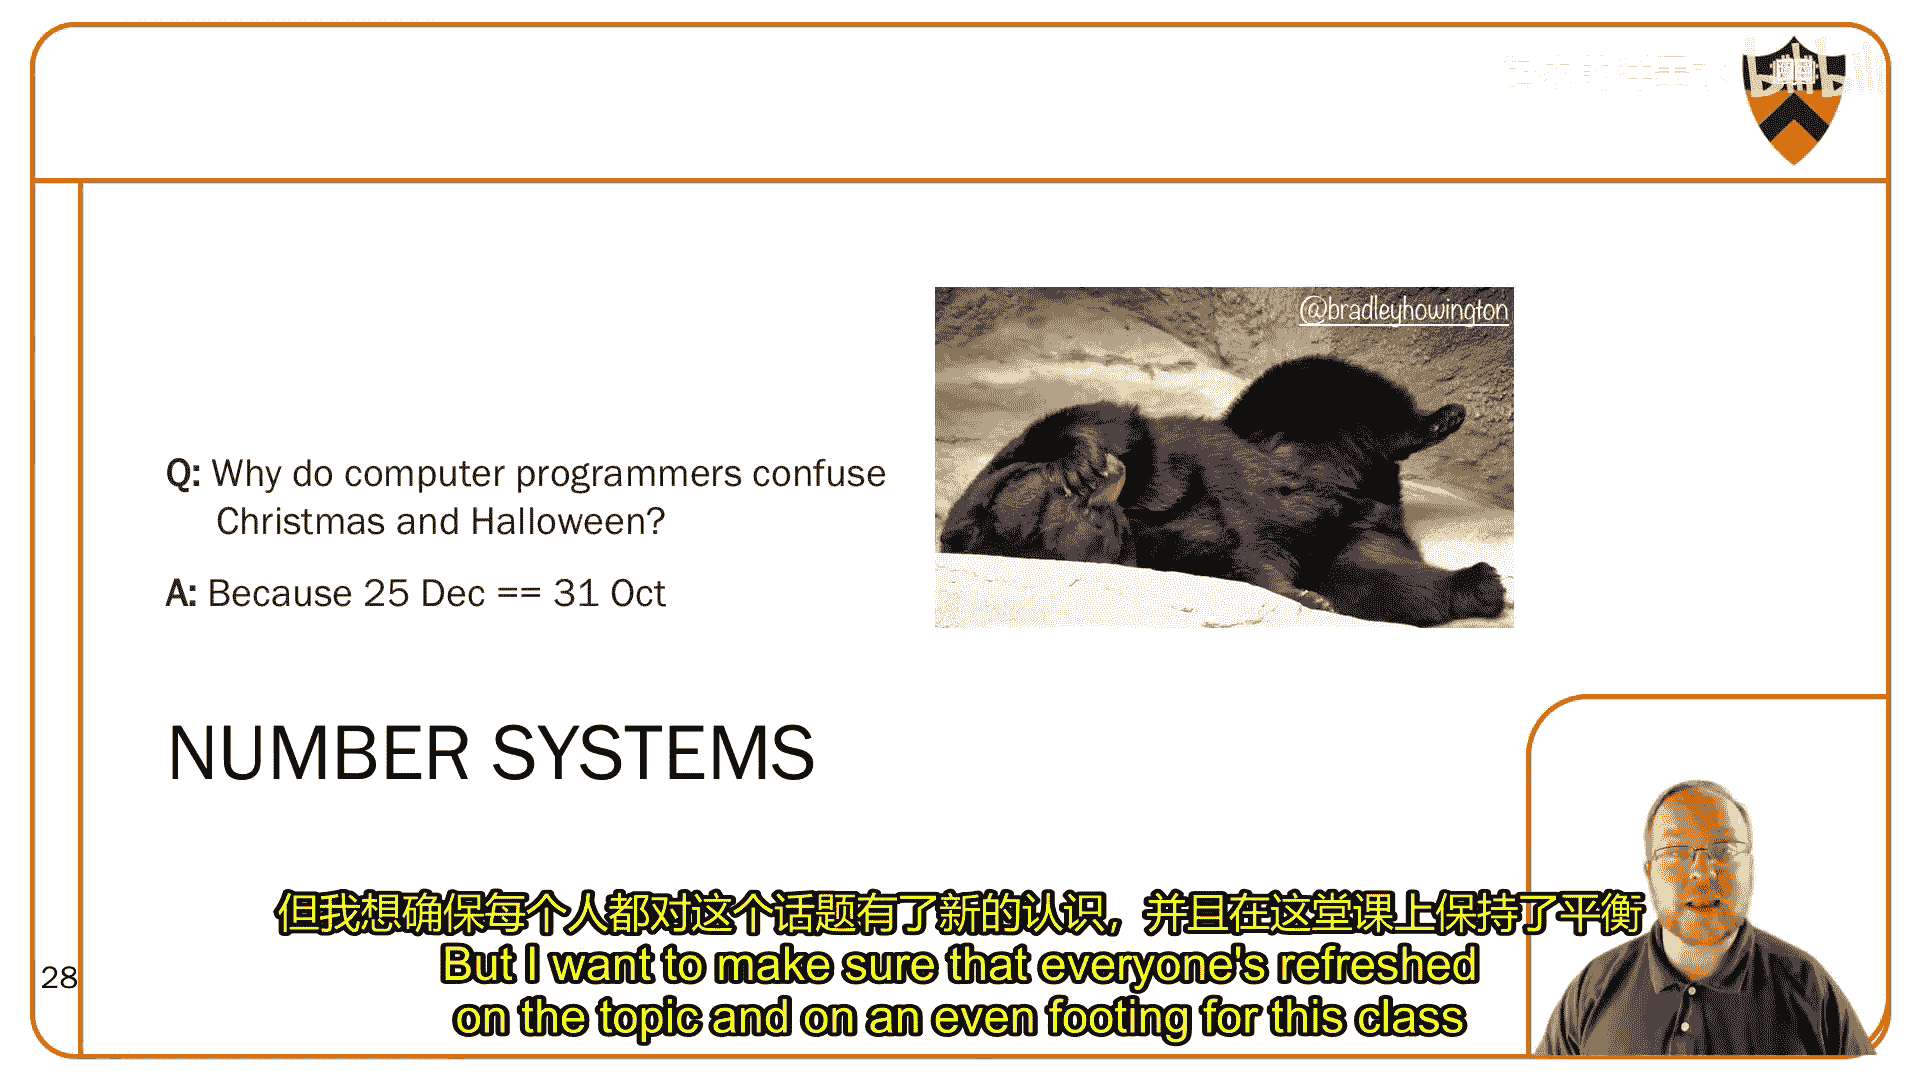 @bradleyhowington
Q: Why do computer programmers confuse
Christmas and Halloween?
A: Because 25 Dec == 31 Oct
NUMBER SYSTEMS
但我想确保每个人都对这个话题有了新的认识，并且在这堂课上保持了平衡
But I want to make sure that everyone's refreshed
on the topic and on an even footing for this class
28